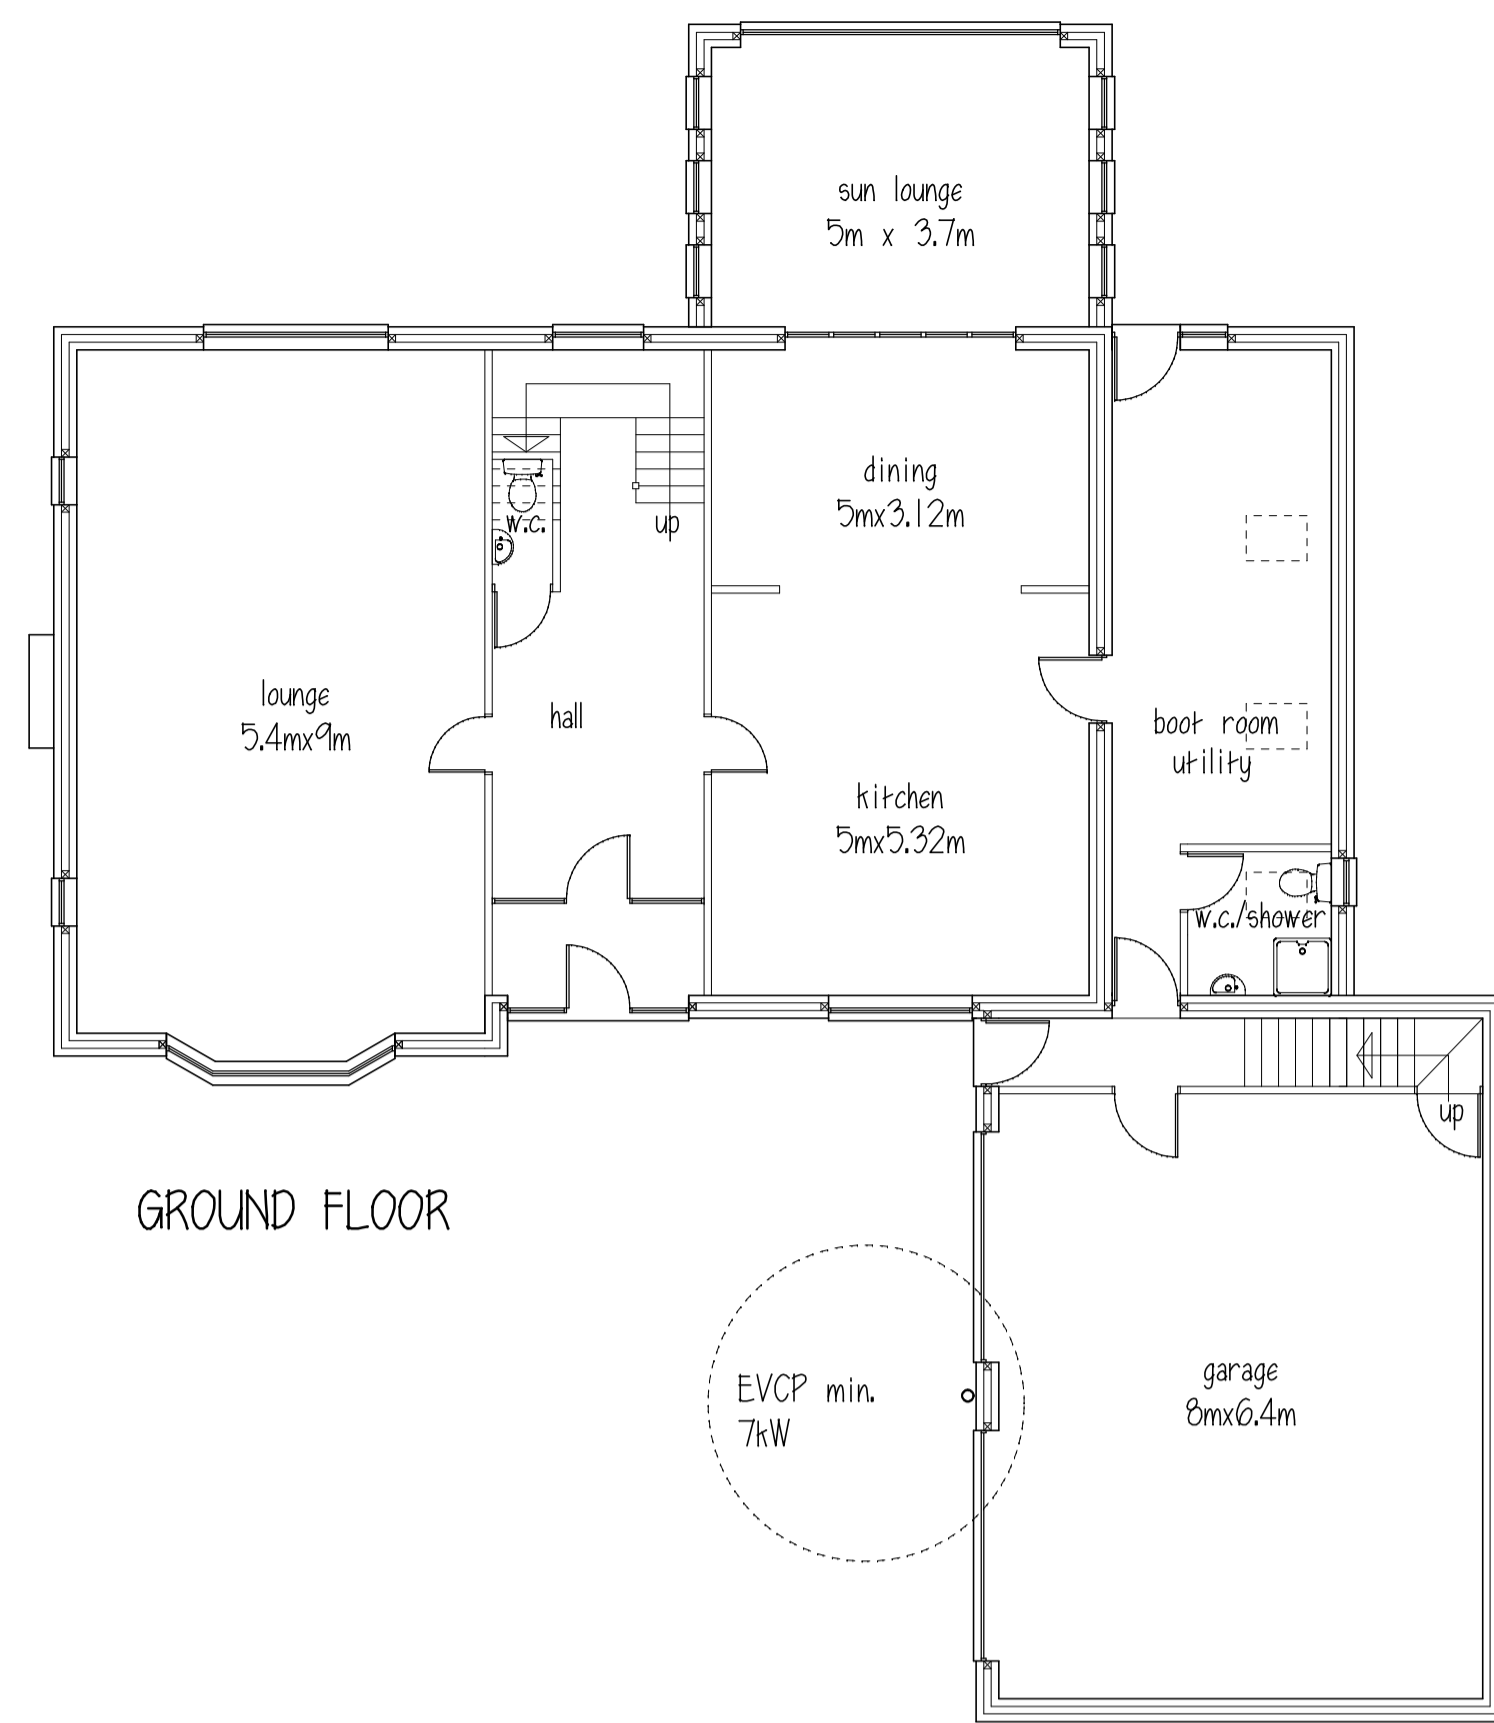 sun lounge
5m x 3.7m
dining
5mx3.12m
w.c.
up
lounge
5.4mx9m
hall
boot room
utility
kitchen
5mx5.32m
w.c./shower
up
GROUND FLOOR
EVCP min.
7kW
garage
8mx6.4m